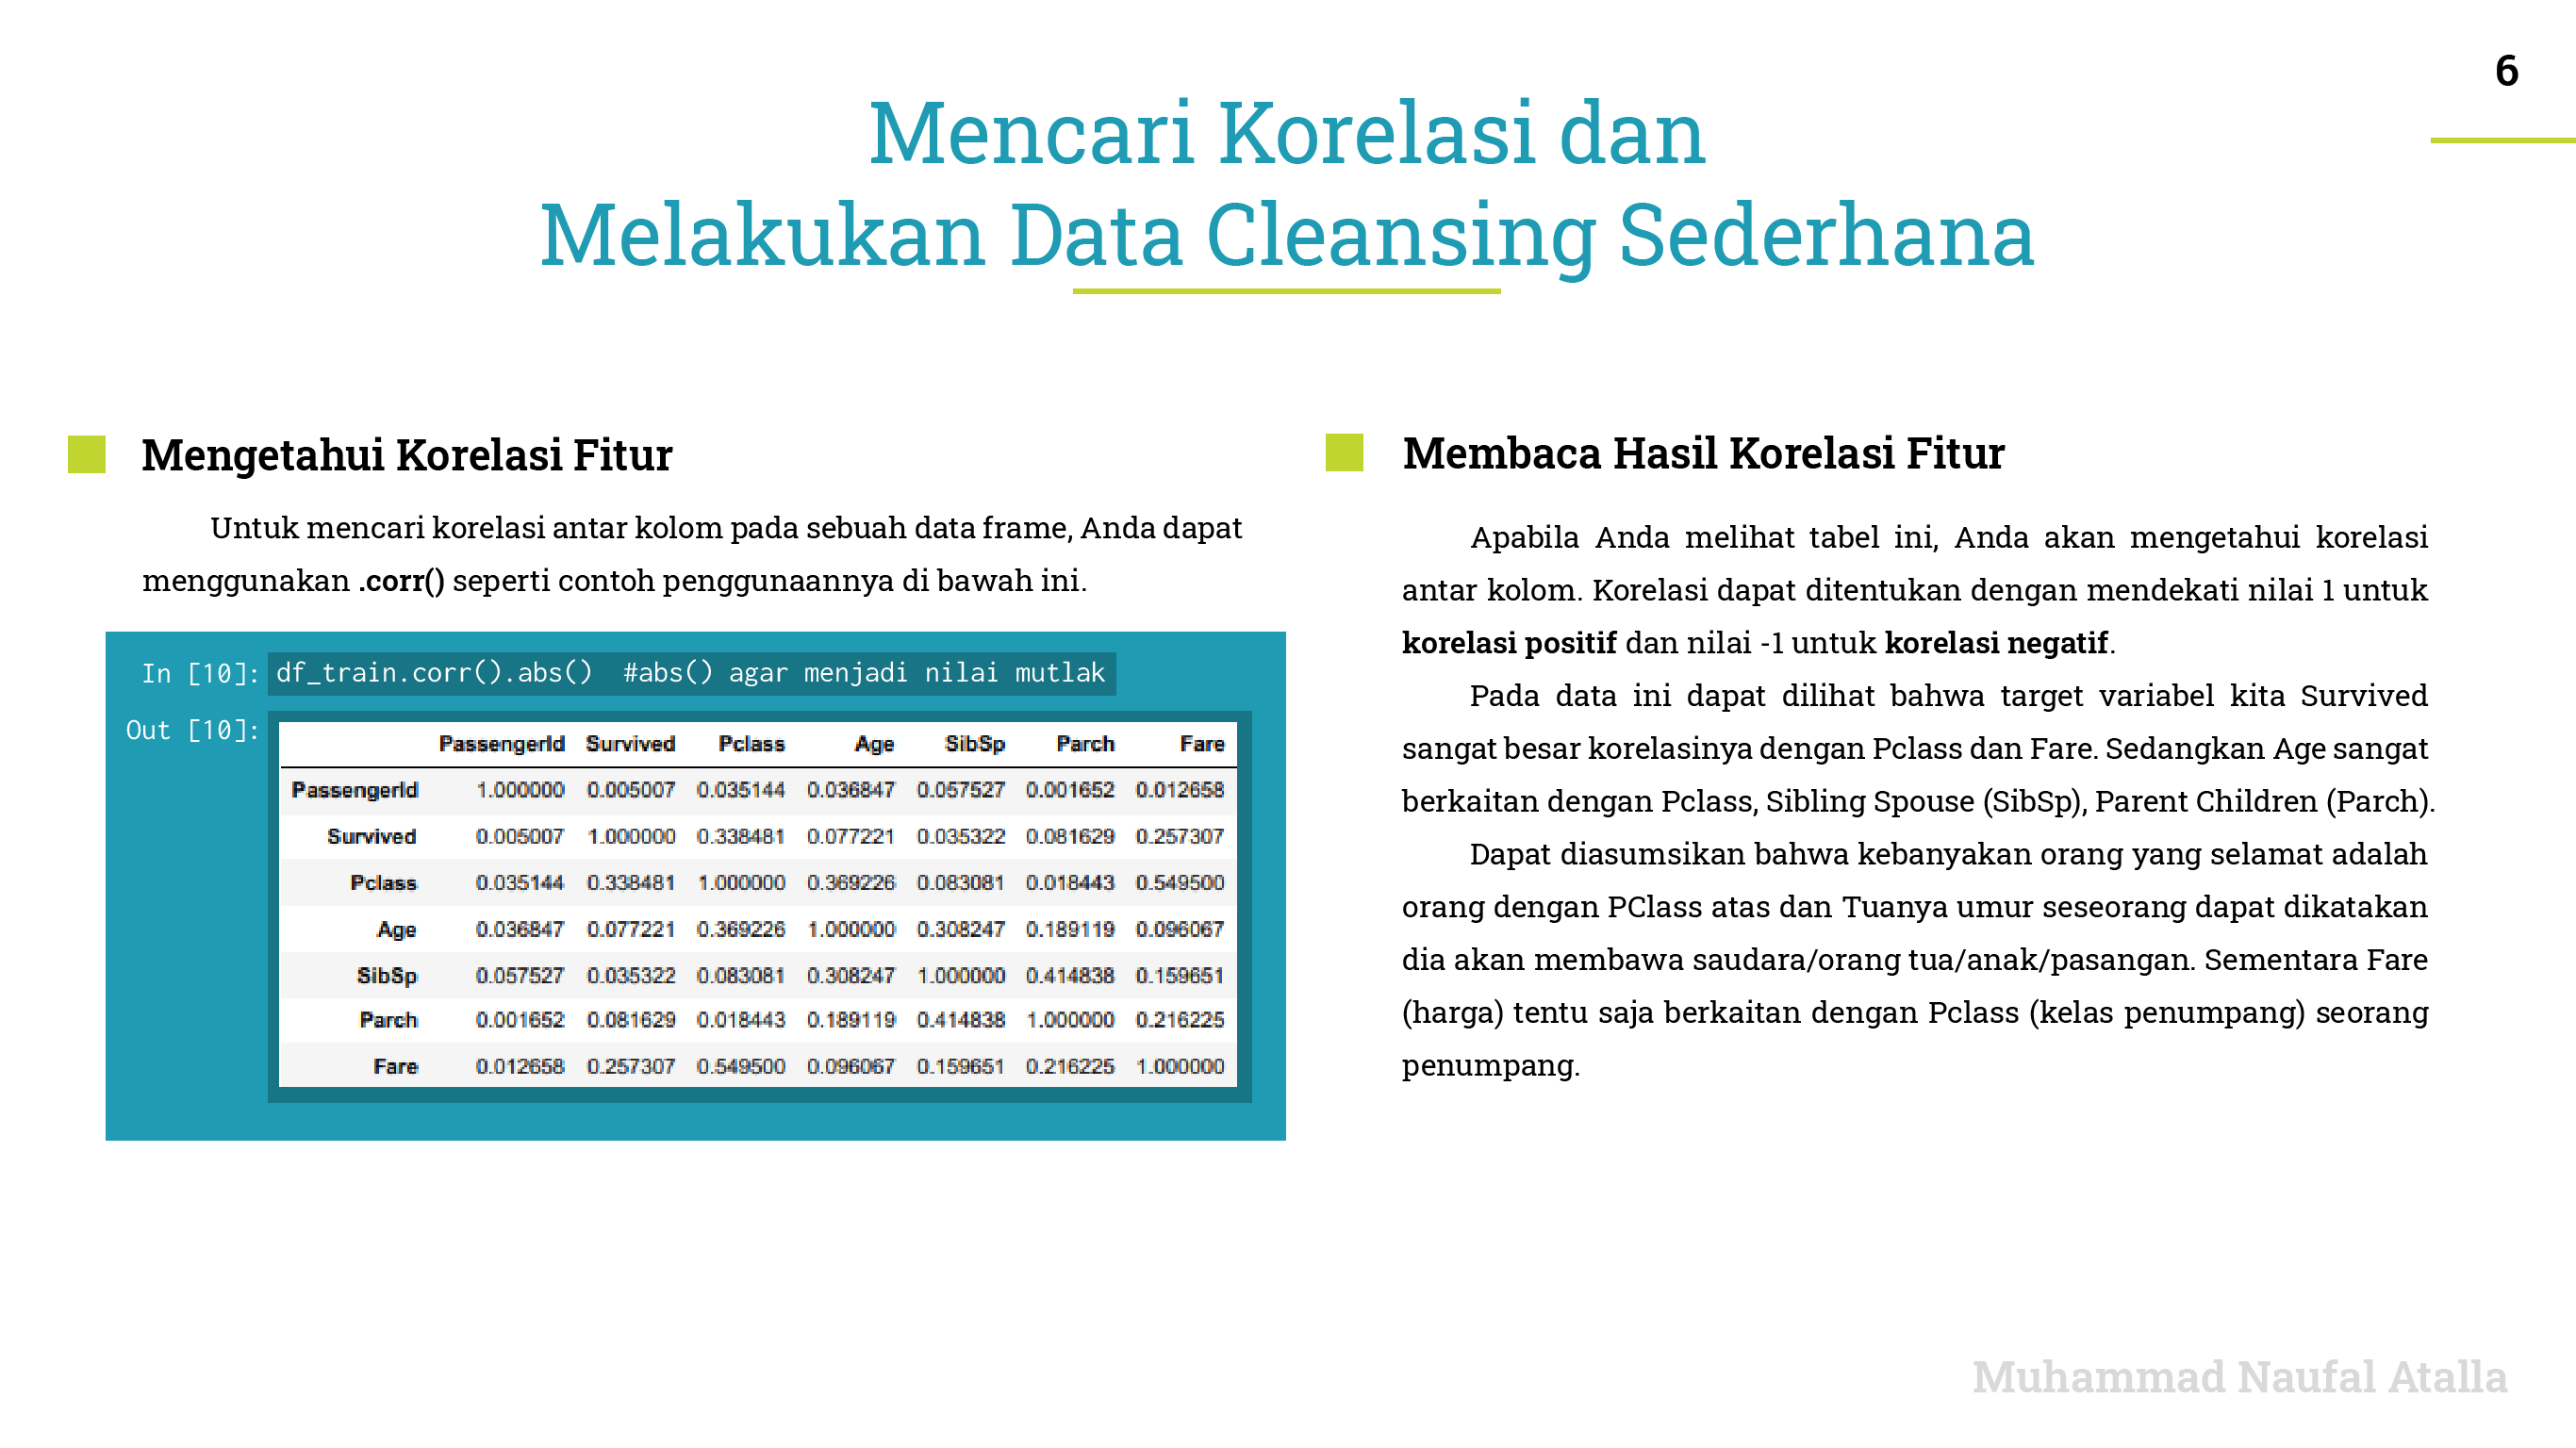 6
Mencari Korelasi dan
Melakukan Data Cleansing Sederhana
Mengetahui Korelasi Fitur
Untuk mencari korelasi antar kolom pada sebuah data frame, Anda dapat
menggunakan .corr() seperti contoh penggunaannya di bawah ini.
In [10]: df_train.corr().abs() #abs() agar menjadi nilai mutlak
Out [10]:
PassengerId Survived Pclass Age SibSp Parch Fare
PassengerId 1.000000 0.005007 0.035144 0.036847 0.057527 0.001652 0.012658
Survived 0.005007 1.000000 0.338481 0.077221 0.035322 0.081629 0.257307
Pclass 0.035144 0.338481 1.000000 0.369226 0.083081 0.018443 0.549500
Age 0.036847 0.077221 0.369226 1.000000 0.308247 0.189119 0.096067
SibSp 0.057527 0.035322 0.083081 0.308247 1.000000 0.414838 0.159651
Parch 0.001652 0.081629 0.018443 0.189119 0.414838 1.000000 0.216225
Fare 0.012658 0.257307 0.549500 0.096067 0.159651 0.216225 1.000000
Membaca Hasil Korelasi Fitur
Apabila Anda melihat tabel ini, Anda akan mengetahui korelasi
antar kolom. Korelasi dapat ditentukan dengan mendekati nilai 1 untuk
korelasi positif dan nilai -1 untuk korelasi negatif.
Pada data ini dapat dilihat bahwa target variabel kita Survived
sangat besar korelasinya dengan Pclass dan Fare. Sedangkan Age sangat
berkaitan dengan Pclass, Sibling Spouse (SibSp), Parent Children (Parch).
Dapat diasumsikan bahwa kebanyakan orang yang selamat adalah
orang dengan PClass atas dan Tuanya umur seseorang dapat dikatakan
dia akan membawa saudara/orang tua/anak/pasangan. Sementara Fare
(harga) tentu saja berkaitan dengan Pclass (kelas penumpang) seorang
penumpang.
Muhammad Naufal Atalla